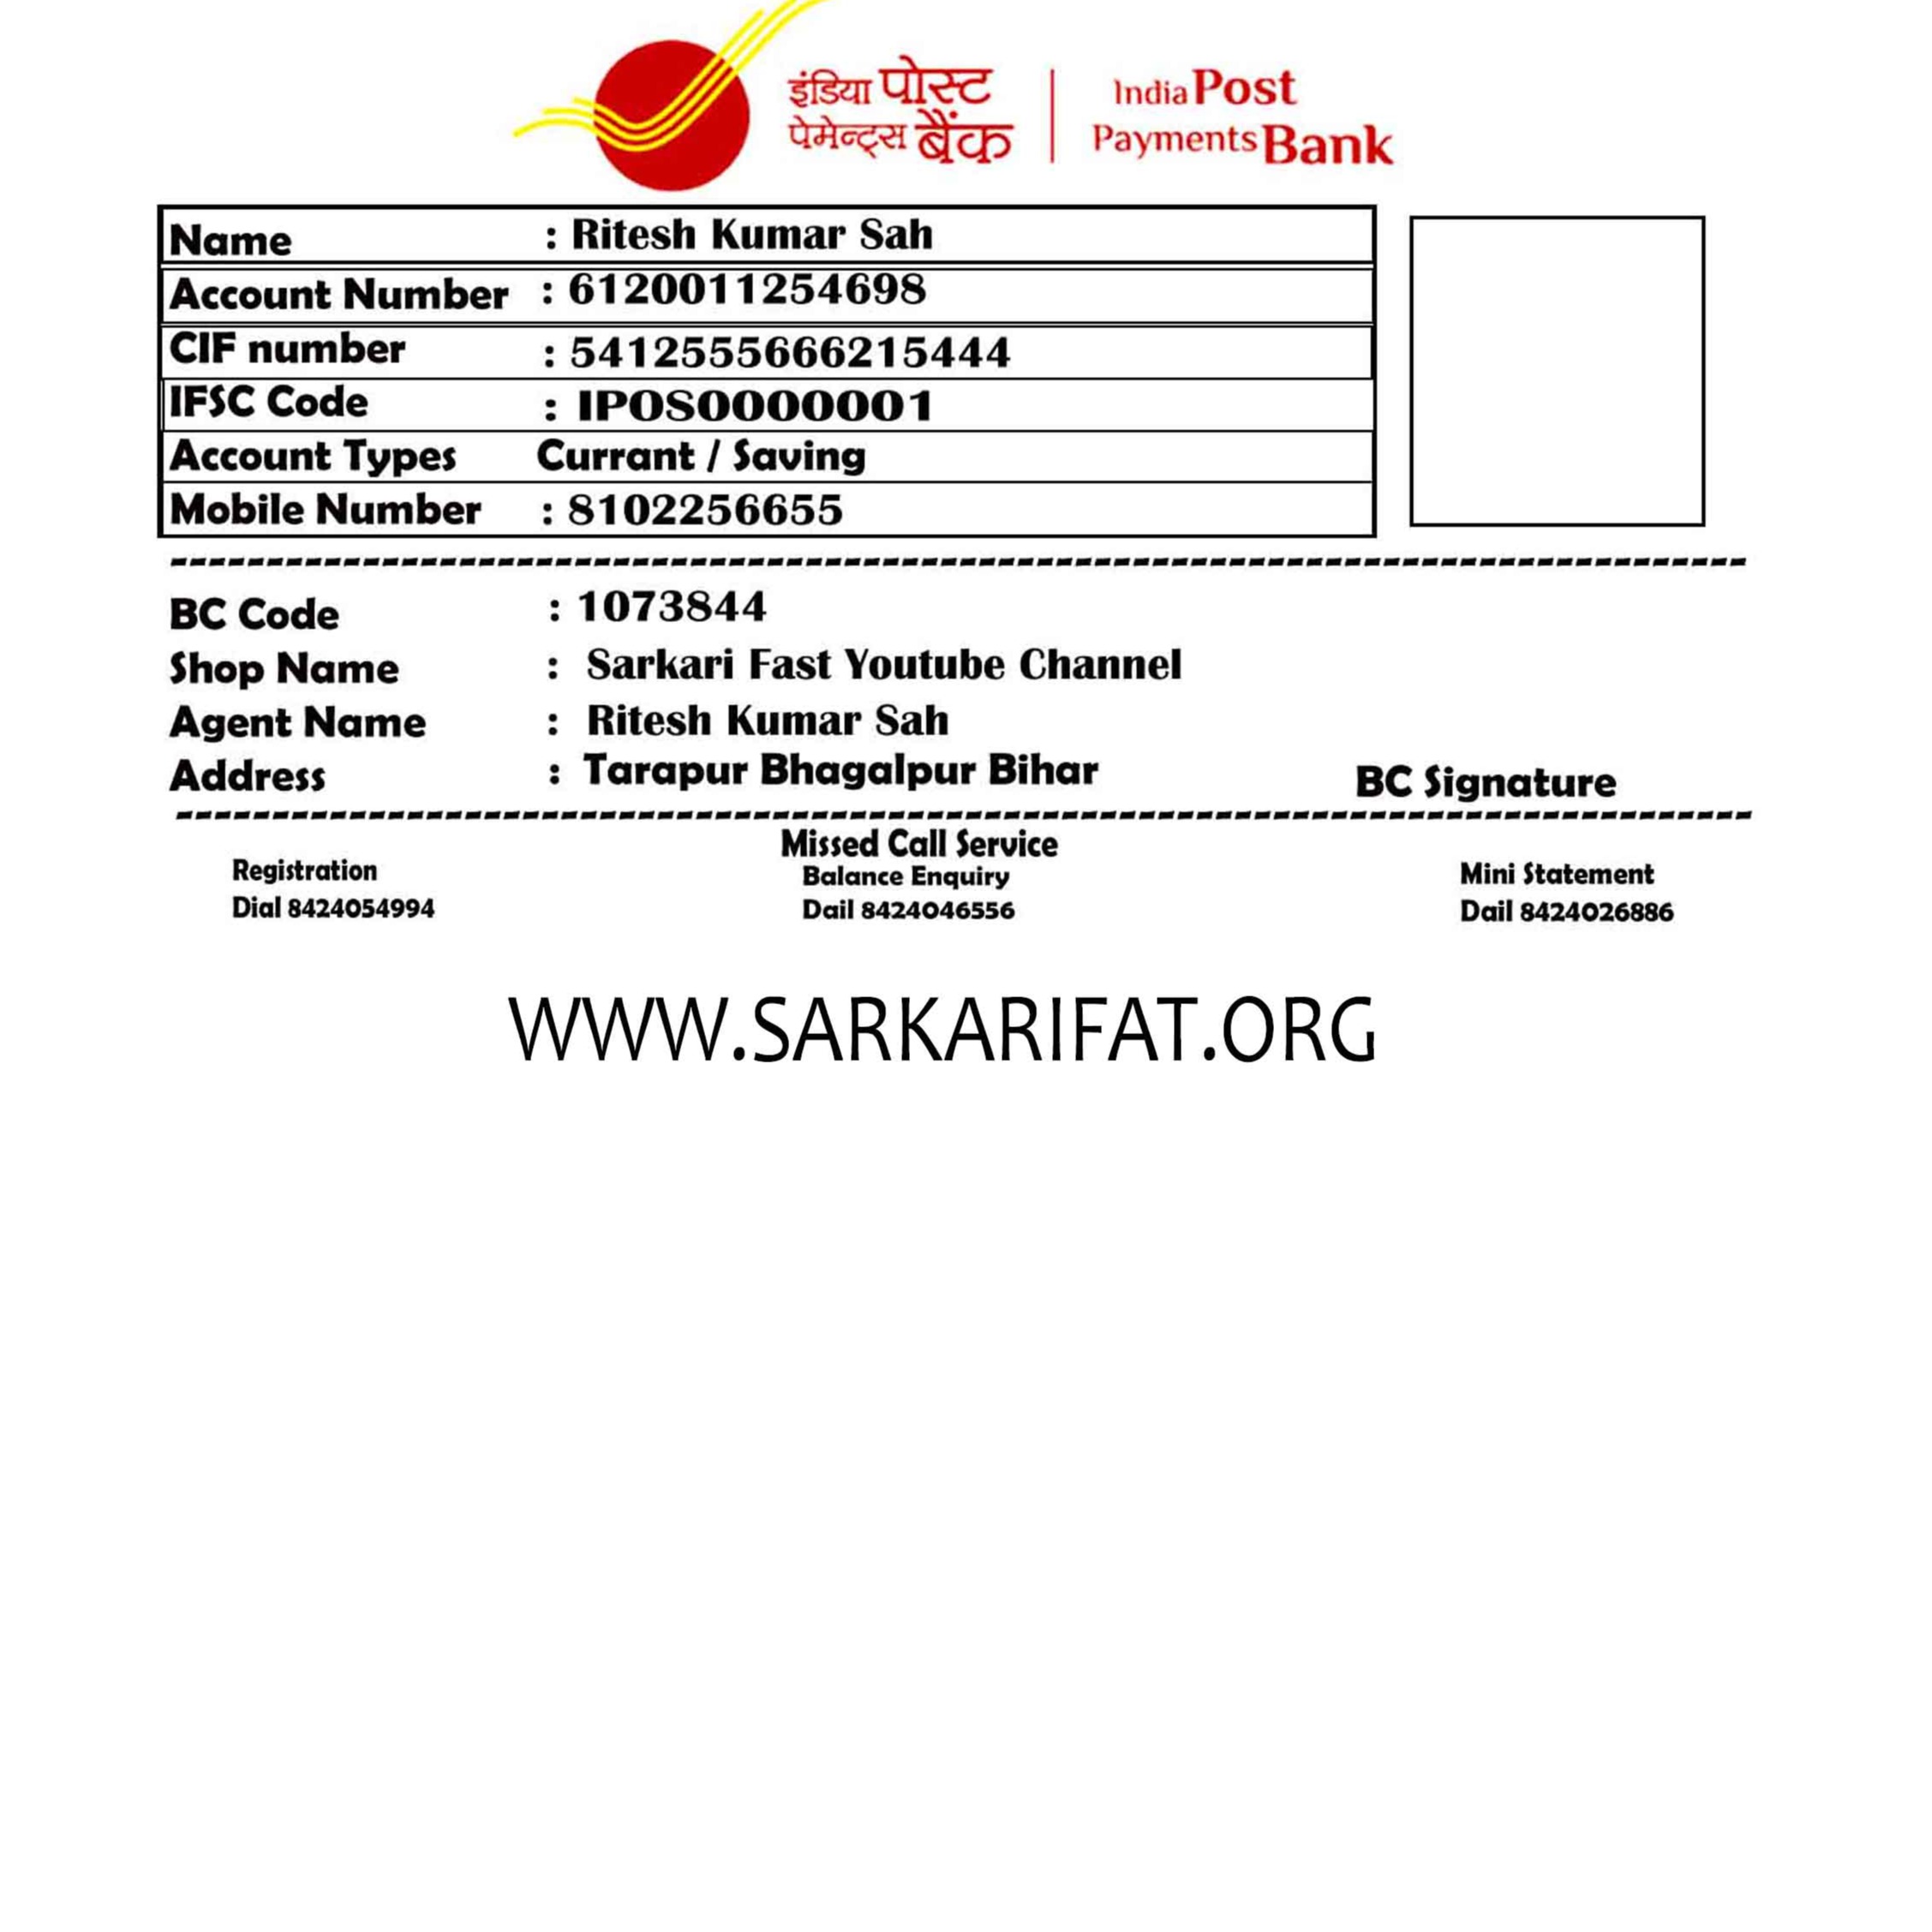 इंडिया पोस्ट
पेमेन्ट्स बैंक
India Post
Payments Bank
Name : Ritesh Kumar Sah
Account Number : 6120011254698
CIF number : 5412555666215444
IFSC Code : IPOS0000001
Account Types Currant / Saving
Mobile Number : 8102256655
BC Code : 1073844
Shop Name : Sarkari Fast Youtube Channel
Agent Name : Ritesh Kumar Sah
Address : Tarapur Bhagalpur Bihar
BC Signature
Missed Call Service
Registration
Dial 8424054994
Balance Enquiry
Dail 8424046556
Mini Statement
Dail 8424026886
WWW.SARKARIFAT.ORG